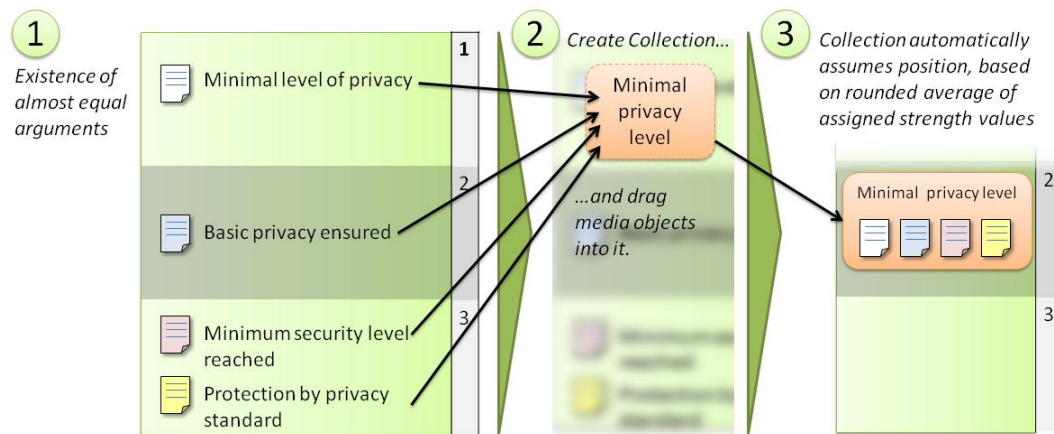 1
Existence of
almost equal
arguments
1
Minimal level of privacy
2
Basic privacy ensured
3
Minimum security level
reached
Protection by privacy
standard
2
Create Collection...
Minimal
privacy
level
...and drag
media objects
into it.
3
Collection automatically
assumes position, based
on rounded average of
assigned strength values
Minimal privacy level
2
3